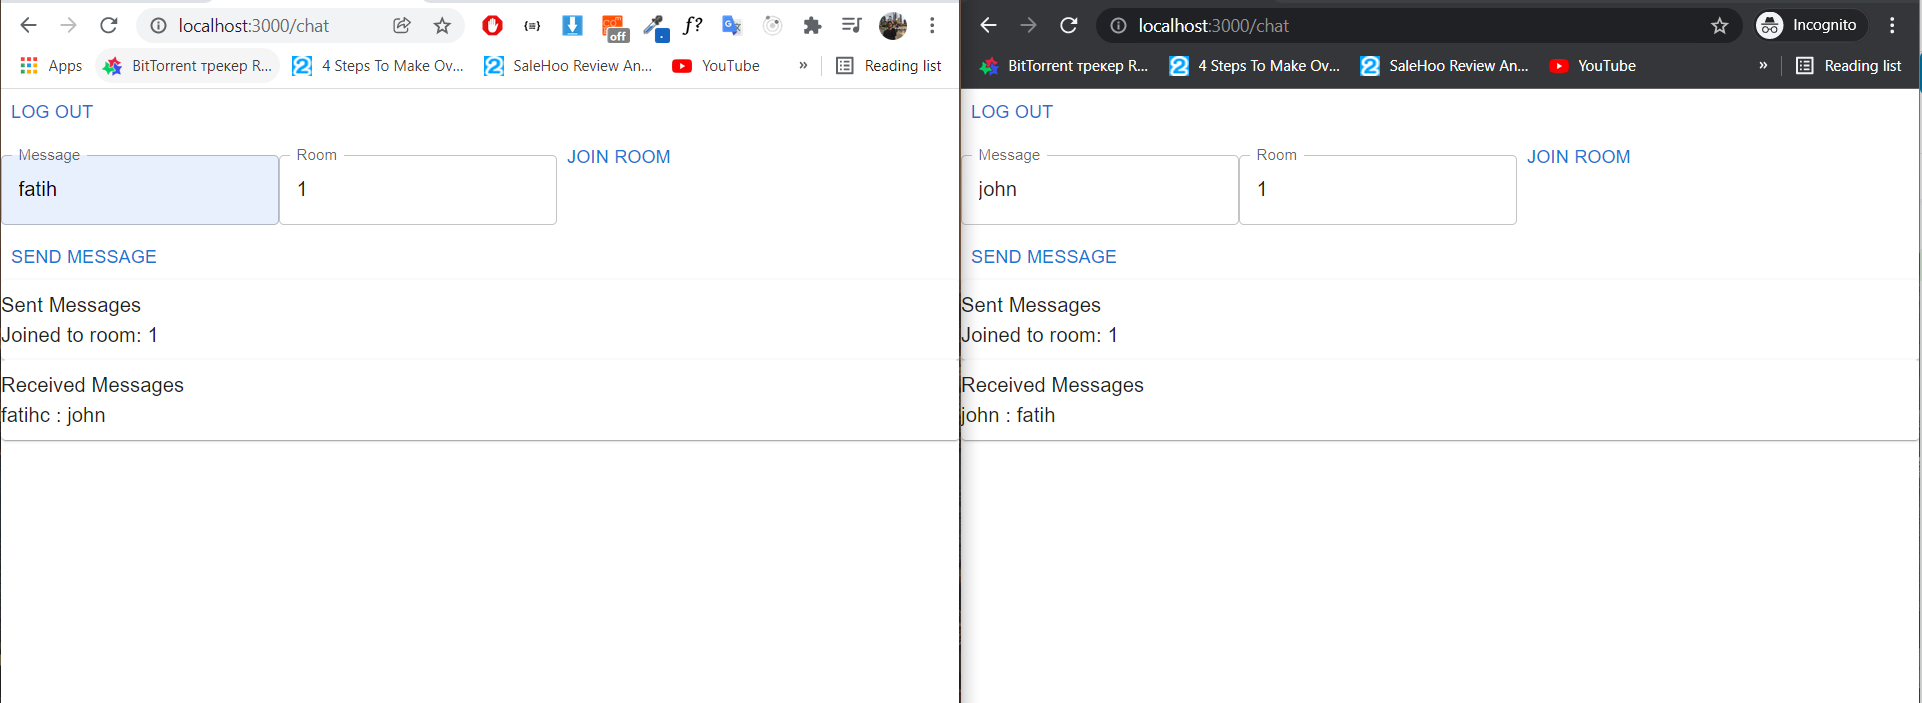 localhost:3000/chat
off
f?
Apps
BitTorrent трекер R...
4 Steps To Make Ov...
SaleHoo Review An...
YouTube
»
Reading list
LOG OUT
Message
Room
JOIN ROOM
fatih
1
SEND MESSAGE
Sent Messages
Joined to room: 1
Received Messages
fatihc : john
localhost:3000/chat
Incognito
BitTorrent трекер R...
4 Steps To Make Ov...
SaleHoo Review An...
YouTube
»
Reading list
LOG OUT
Message
Room
JOIN ROOM
john
1
SEND MESSAGE
Sent Messages
Joined to room: 1
Received Messages
john : fatih